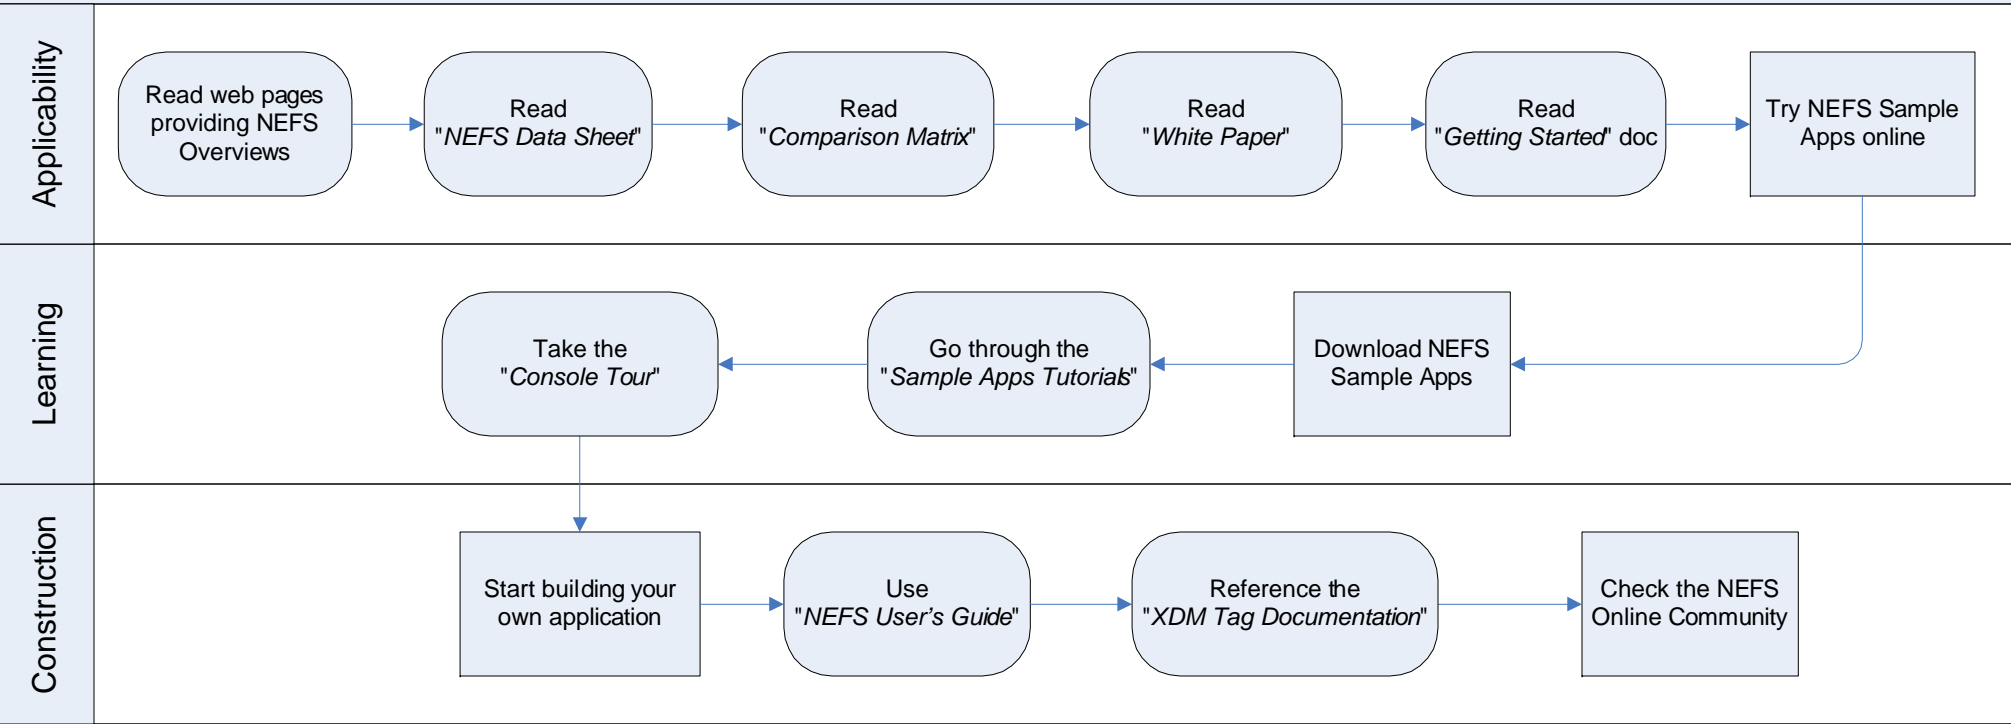 Applicability
Read web pages
providing NEFS
Overviews
Read
"NEFS Data Sheet"
Read
"Comparison Matrix"
Read
"White Paper"
Read
"Getting Started" doc
Try NEFS Sample
Apps online
Learning
Take the
"Console Tour"
Go through the
"Sample Apps Tutorials"
Download NEFS
Sample Apps
Construction
Start building your
own application
Use
"NEFS User's Guide"
Reference the
"XDM Tag Documentation"
Check the NEFS
Online Community